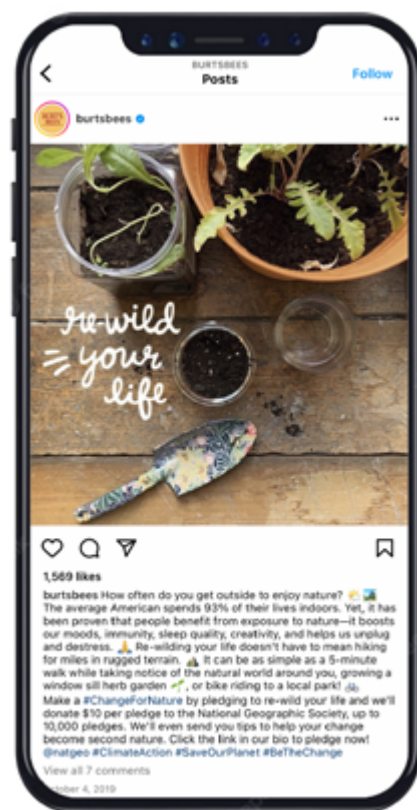 BURTSBEES
Posts
Follow
BURT'S BEES
burtsbees
re-wild
your
life
1,569 likes
burtsbees How often do you get outside to enjoy nature? 🌤️🏞️
The average American spends 93% of their lives indoors. Yet, it has
been proven that people benefit from exposure to nature—it boosts
our moods, immunity, sleep quality, creativity, and helps us unplug
and destress. 🙏 Re-wilding your life doesn't have to mean hiking
for miles in rugged terrain. ⛰️ It can be as simple as a 5-minute
walk while taking notice of the natural world around you, growing a
window sill herb garden 🌱, or bike riding to a local park! 🚲
Make a #ChangeForNature by pledging to re-wild your life and we'll
donate $10 per pledge to the National Geographic Society, up to
10,000 pledges. We'll even send you tips to help your change
become second nature. Click the link in our bio to pledge now!
@natgeo #ClimateAction #SaveOurPlanet #BeTheChange
View all 7 comments
October 4, 2019